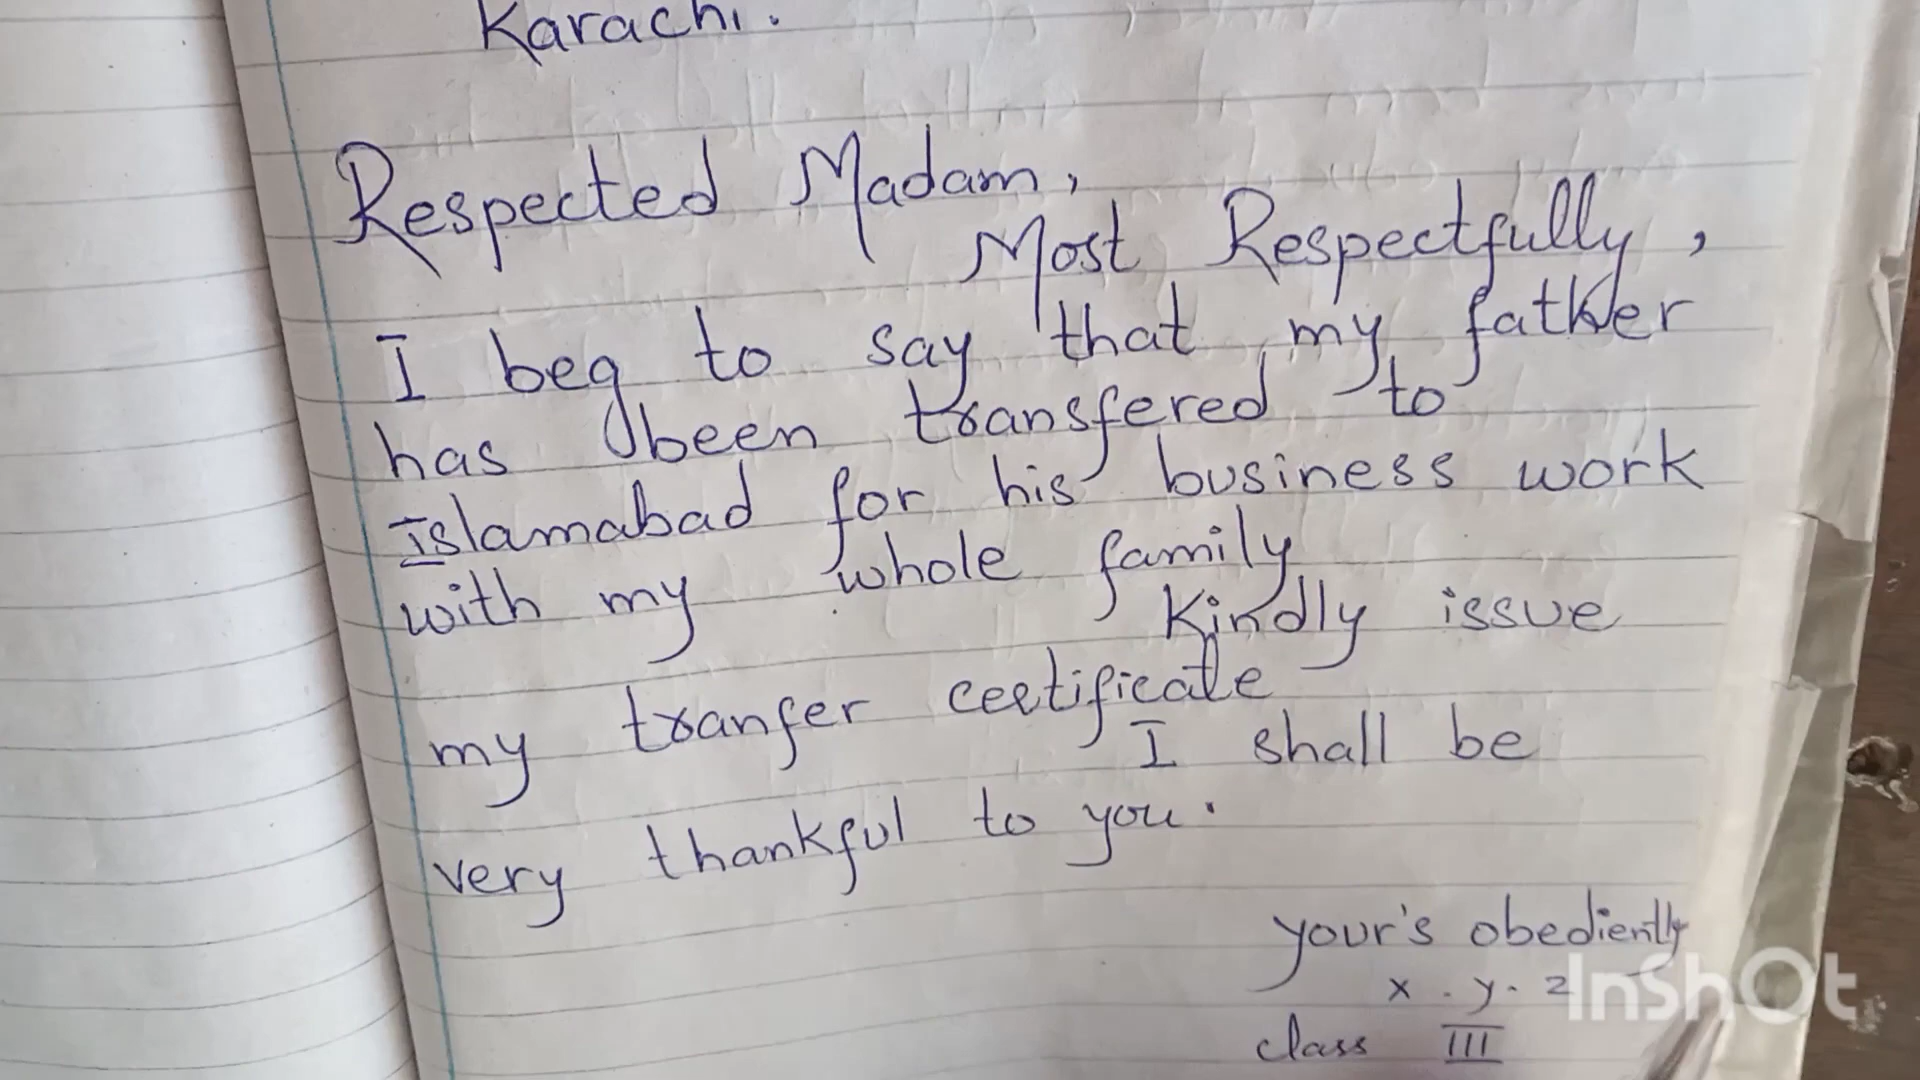 Karachi.
Respected Madam,
Most Respectfully,
I beg to say that my father
has been transfered to
islamabad for his business work
with my whole family
Kindly issue
my tranfer certificate
I shall be
very thankful to you.
your's obediently
x . y . z
class III
InShOt